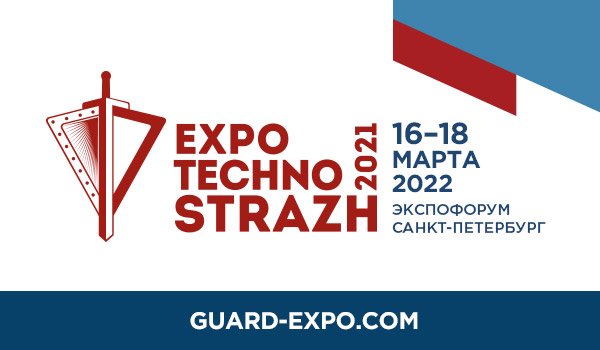 EXPO
TECHNO
STRAZH
2021
16–18
МАРТА
2022
ЭКСПОФОРУМ
САНКТ-ПЕТЕРБУРГ
GUARD-EXPO.COM